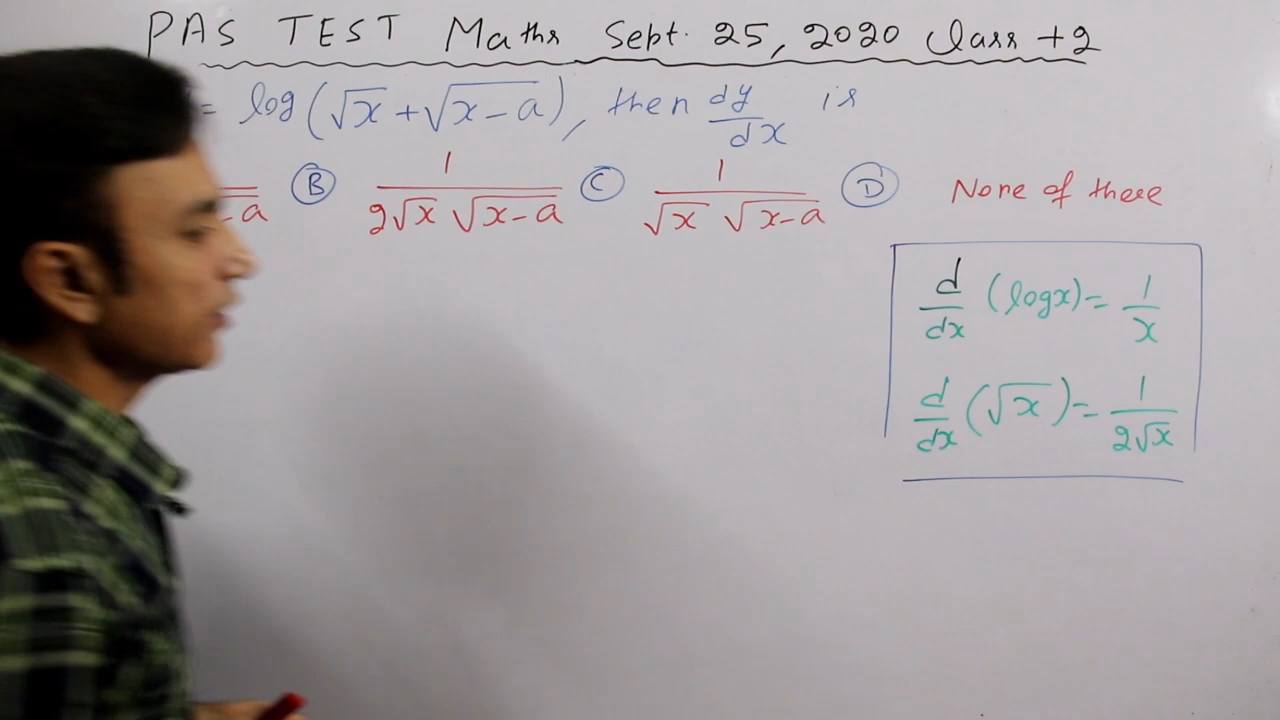 PAS TEST Maths Sept. 25, 2020 Class +2
= log(√x + √(x-a)), then dy/dx is
-a Ⓑ 1/(2√x √(x-a)) Ⓒ 1/(√x √(x-a)) Ⓓ None of these
d/dx (log x) = 1/x
d/dx (√x) = 1/(2√x)